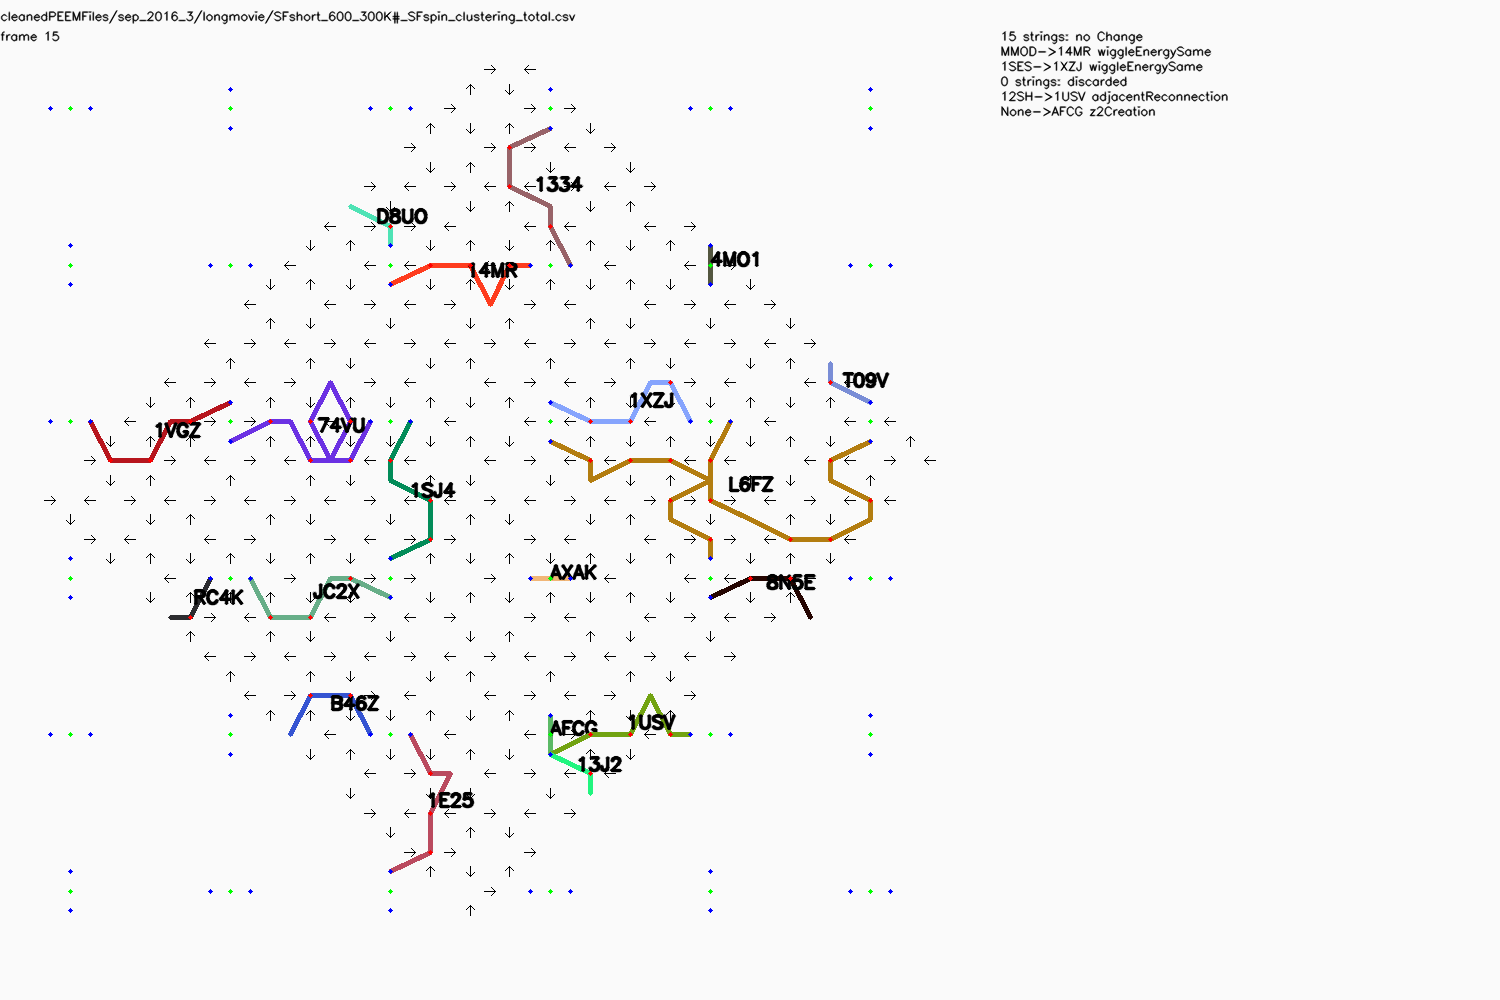 cleanedPEEMFiles/sep_2016_3/longmovie/SFshort_600_300K#_SFspin_clustering_total.csv
frame 15
15 strings: no Change
MMOD->14MR wiggleEnergySame
1SES->1XZJ wiggleEnergySame
0 strings: discarded
12SH->1USV adjacentReconnection
None->AFCG z2Creation
1334
D8UO
4MO1
14MR
T09V
1XZJ
74VU
1VGZ
L6FZ
1SJ4
AXAK
8N5E
JC2X
RC4K
B46Z
1USV
AFCG
13J2
1E25